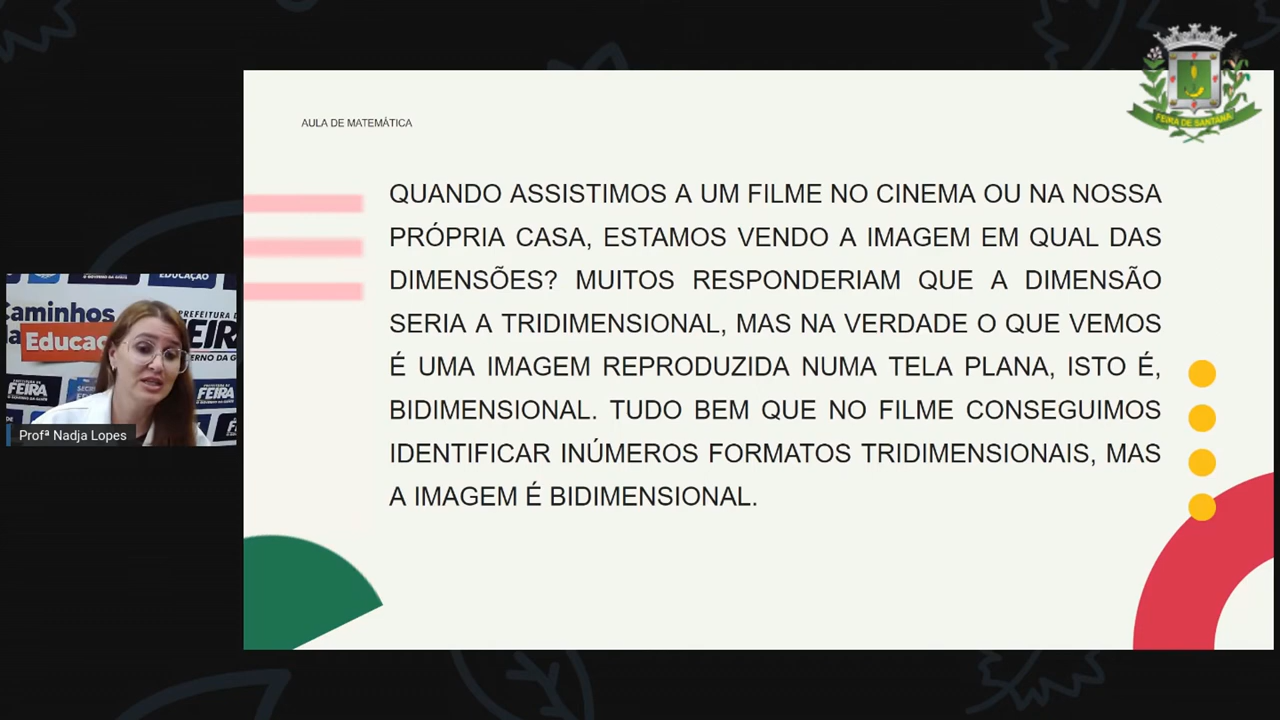 AULA DE MATEMÁTICA
QUANDO ASSISTIMOS A UM FILME NO CINEMA OU NA NOSSA
PRÓPRIA CASA, ESTAMOS VENDO A IMAGEM EM QUAL DAS
DIMENSÕES? MUITOS RESPONDERIAM QUE A DIMENSÃO
SERIA A TRIDIMENSIONAL, MAS NA VERDADE O QUE VEMOS
É UMA IMAGEM REPRODUZIDA NUMA TELA PLANA, ISTO É,
BIDIMENSIONAL. TUDO BEM QUE NO FILME CONSEGUIMOS
IDENTIFICAR INÚMEROS FORMATOS TRIDIMENSIONAIS, MAS
A IMAGEM É BIDIMENSIONAL.
FEIRA DE SANTANA
EDUCAÇÃO
Caminhos
PREFEITURA DE
FEIRA
FEIRA
Profª Nadja Lopes